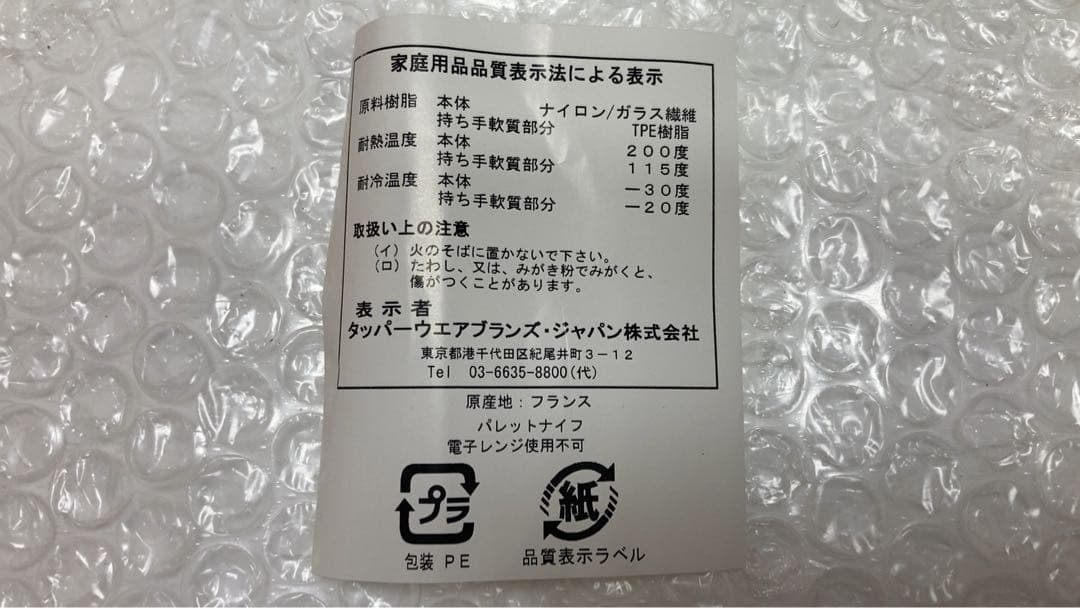 家庭用品品質表示法による表示
原料樹脂 本体 ナイロン/ガラス繊維
持ち手軟質部分 TPE樹脂
耐熱温度 本体 200度
持ち手軟質部分 115度
耐冷温度 本体 −30度
持ち手軟質部分 −20度
取扱い上の注意
(イ) 火のそばに置かないで下さい。
(ロ) たわし、又は、みがき粉でみがくと、
傷がつくことがあります。
表示者
タッパーウエアブランズ・ジャパン株式会社
東京都港千代田区紀尾井町3−12
Tel 03-6635-8800(代)
原産地：フランス
パレットナイフ
電子レンジ使用不可
プラ 紙
包装 PE 品質表示ラベル